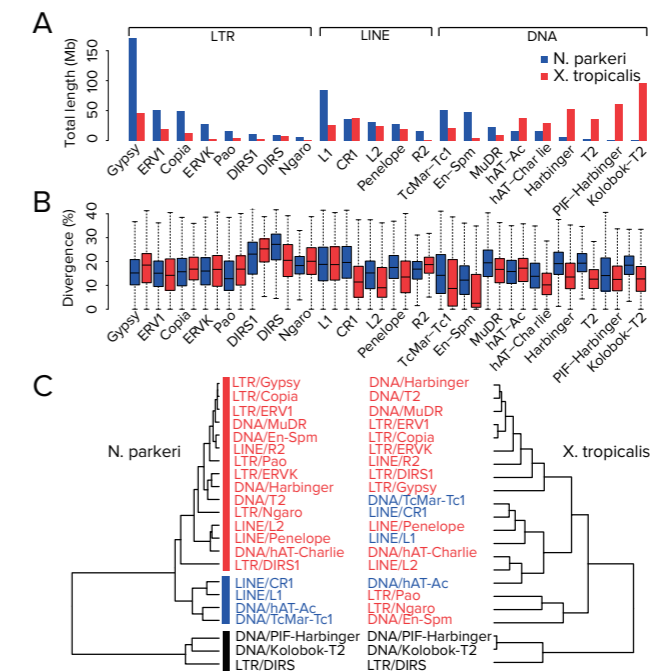 A
LTR LINE DNA
Total length (Mb)
150
100
50
0
N. parkeri
X. tropicalis
Gypsy ERV1 Copia ERVK Pao DIRS1 DIRS Ngaro L1 CR1 L2 Penelope R2 TcMar-Tc1 En-Spm MuDR hAT-Ac hAT-Charlie Harbinger T2 PIF-Harbinger Kolobok-T2
B
Divergence (%)
40
30
20
10
0
Gypsy ERV1 Copia ERVK Pao DIRS1 DIRS Ngaro L1 CR1 L2 Penelope R2 TcMar-Tc1 En-Spm MuDR hAT-Ac hAT-Charlie Harbinger T2 PIF-Harbinger Kolobok-T2
C
N. parkeri
LTR/Gypsy
LTR/Copia
LTR/ERV1
DNA/MuDR
DNA/En-Spm
LINE/R2
LTR/Pao
LTR/ERVK
DNA/Harbinger
DNA/T2
LTR/Ngaro
LINE/L2
LINE/Penelope
DNA/hAT-Charlie
LTR/DIRS1
LINE/CR1
LINE/L1
DNA/hAT-Ac
DNA/TcMar-Tc1
DNA/PIF-Harbinger
DNA/Kolobok-T2
LTR/DIRS
X. tropicalis
DNA/Harbinger
DNA/T2
DNA/MuDR
LTR/ERV1
LTR/Copia
LTR/ERVK
LINE/R2
LTR/DIRS1
LTR/Gypsy
DNA/TcMar-Tc1
LINE/CR1
LINE/Penelope
LINE/L1
DNA/hAT-Charlie
LINE/L2
DNA/hAT-Ac
LTR/Pao
LTR/Ngaro
DNA/En-Spm
DNA/PIF-Harbinger
DNA/Kolobok-T2
LTR/DIRS